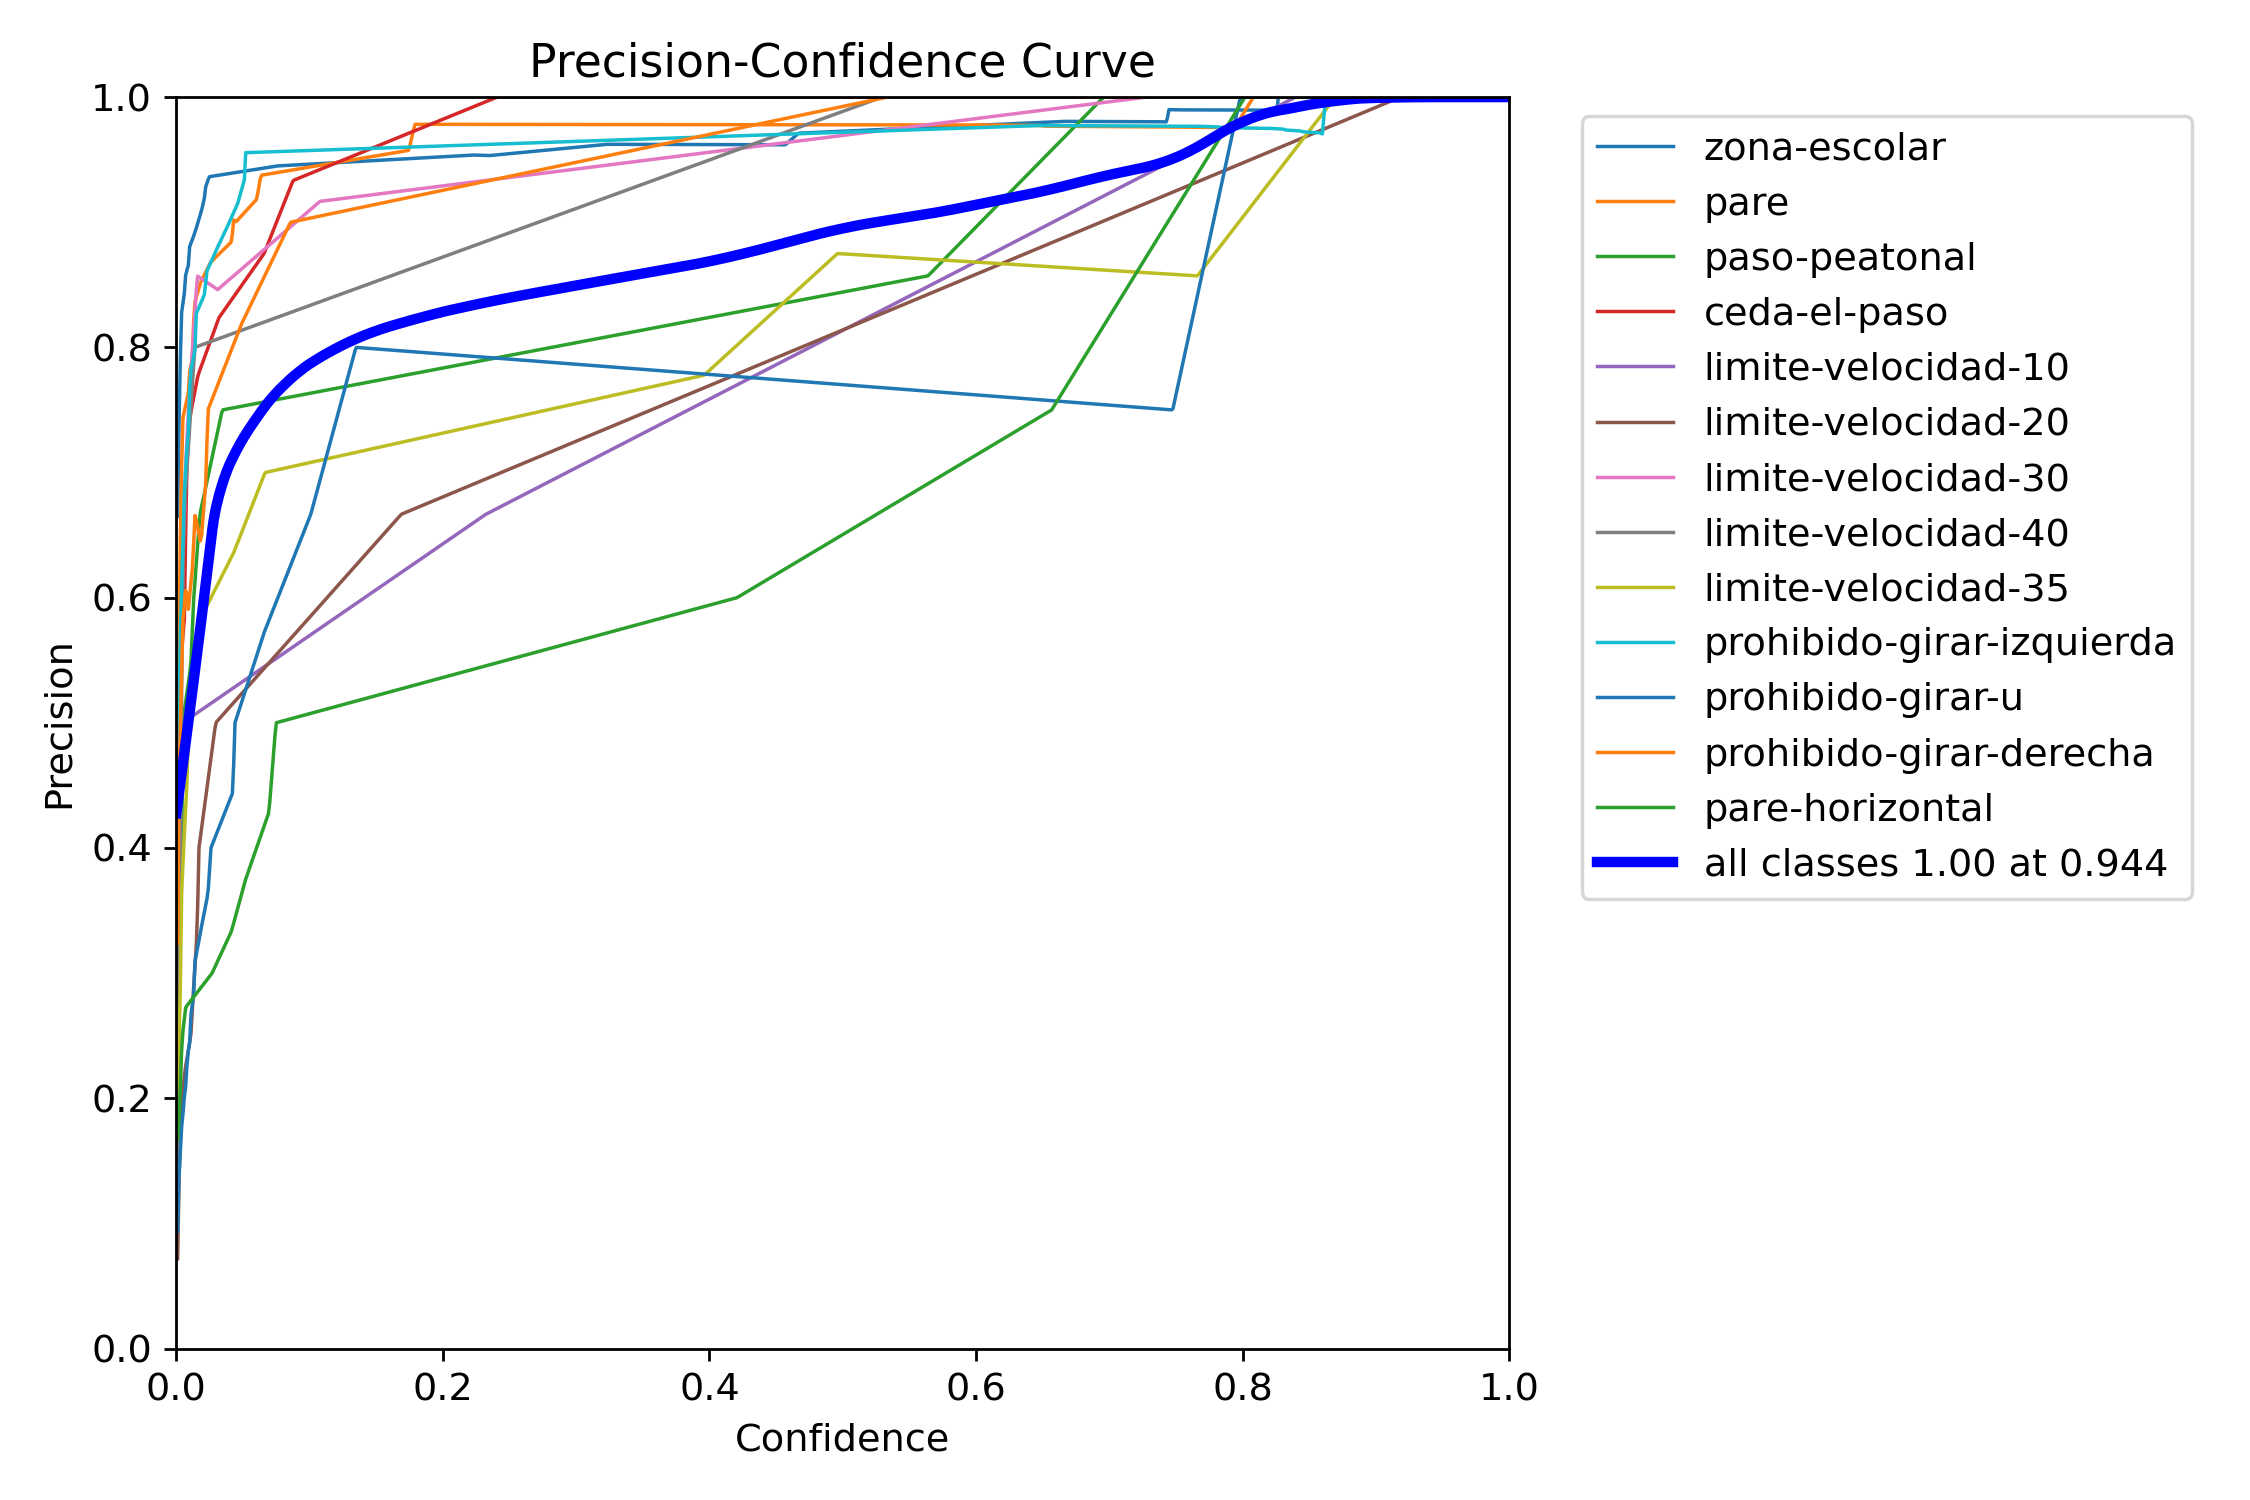 Precision-Confidence Curve
1.0
0.8
0.6
0.4
0.2
0.0
Precision
0.0 0.2 0.4 0.6 0.8 1.0
Confidence
zona-escolar
pare
paso-peatonal
ceda-el-paso
limite-velocidad-10
limite-velocidad-20
limite-velocidad-30
limite-velocidad-40
limite-velocidad-35
prohibido-girar-izquierda
prohibido-girar-u
prohibido-girar-derecha
pare-horizontal
all classes 1.00 at 0.944